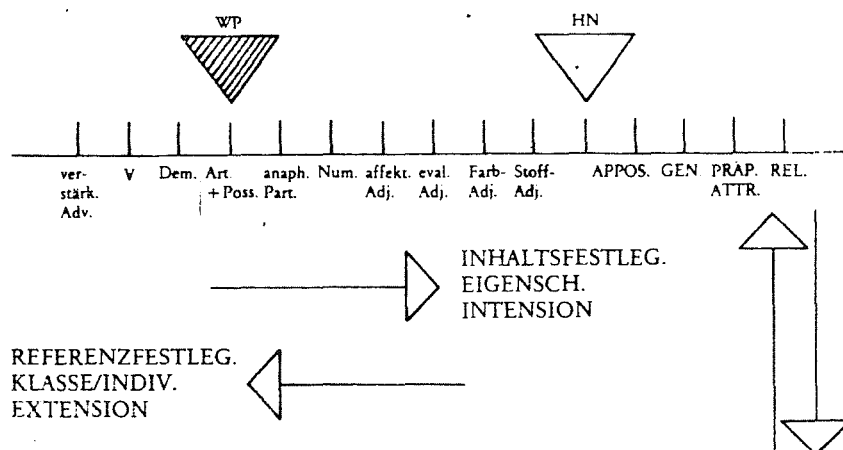 WP HN
ver- ∀ Dem. Art. anaph. Num. affekt. eval. Farb- Stoff- APPOS. GEN. PRÄP. REL.
stärk. + Poss. Part. Adj. Adj. Adj. Adj. ATTR.
Adv.
INHALTSFESTLEG.
EIGENSCH.
INTENSION
REFERENZFESTLEG.
KLASSE/INDIV.
EXTENSION